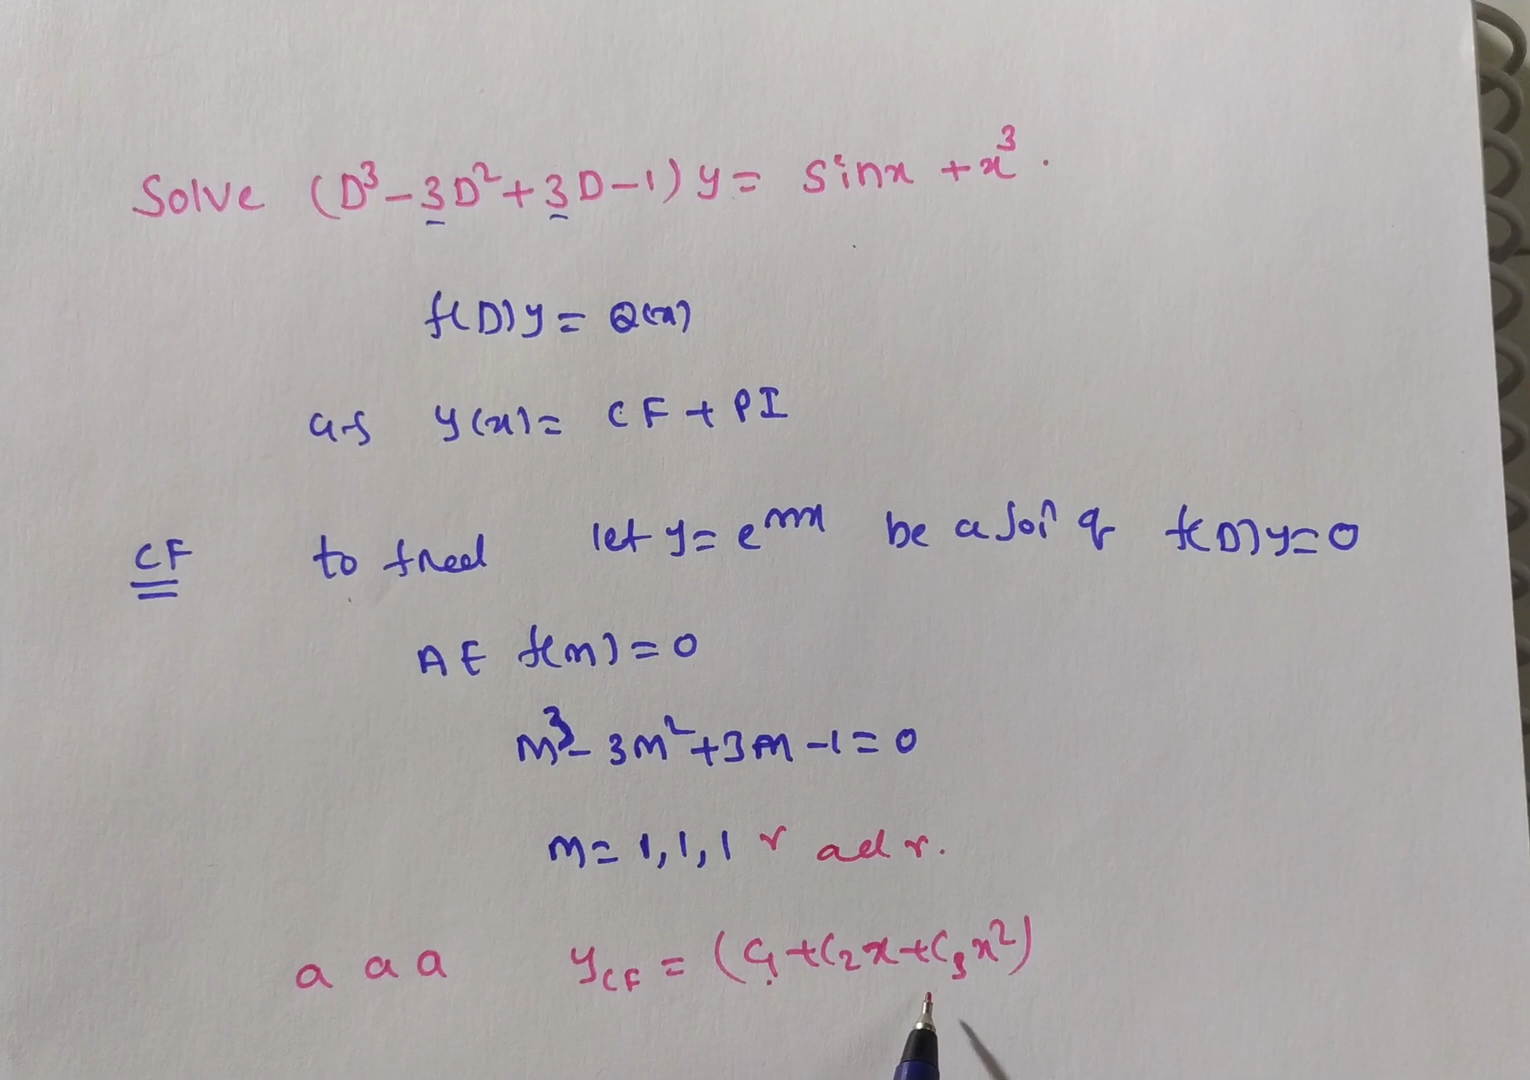 Solve (D³-3D²+3D-1)y = sinx + x³.
f(D)y = Q(x)
G.S y(x) = CF + PI
CF to find let y = e^mx be a sol̄ of f(D)y=0
AE f(m)=0
m³-3m²+3m-1=0
m = 1,1,1 r and r.
a a a y_CF = (C₁+C₂x+C₃x²)